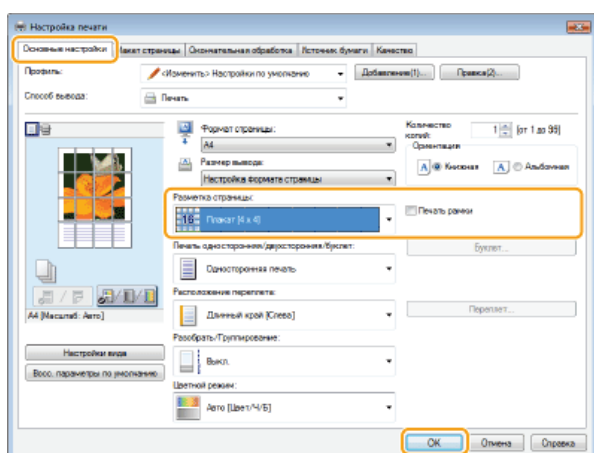 Настройка печати
Основные настройки Макет страницы Окончательная обработка Источник бумаги Качество
Профиль: <Изменить> Настройки по умолчанию Добавление(1)... Правка(2)...
Способ вывода: Печать
Формат страницы:
A4
Размер вывода:
Настройка формата страницы
Количество копий: 1 [от 1 до 99]
Ориентация
A Книжная A Альбомная
Разметка страницы:
16 Плакат [4 x 4]
Печать рамки
Печать односторонняя/двухсторонняя/буклет:
Односторонняя печать
Буклет...
Расположение переплета:
Длинный край [Слева]
Переплет...
A4 [Масштаб: Авто]
Разобрать/Группирование:
Выкл.
Настройки вида
Восс. параметры по умолчанию
Цветной режим:
Авто [Цвет/Ч/Б]
OK Отмена Справка